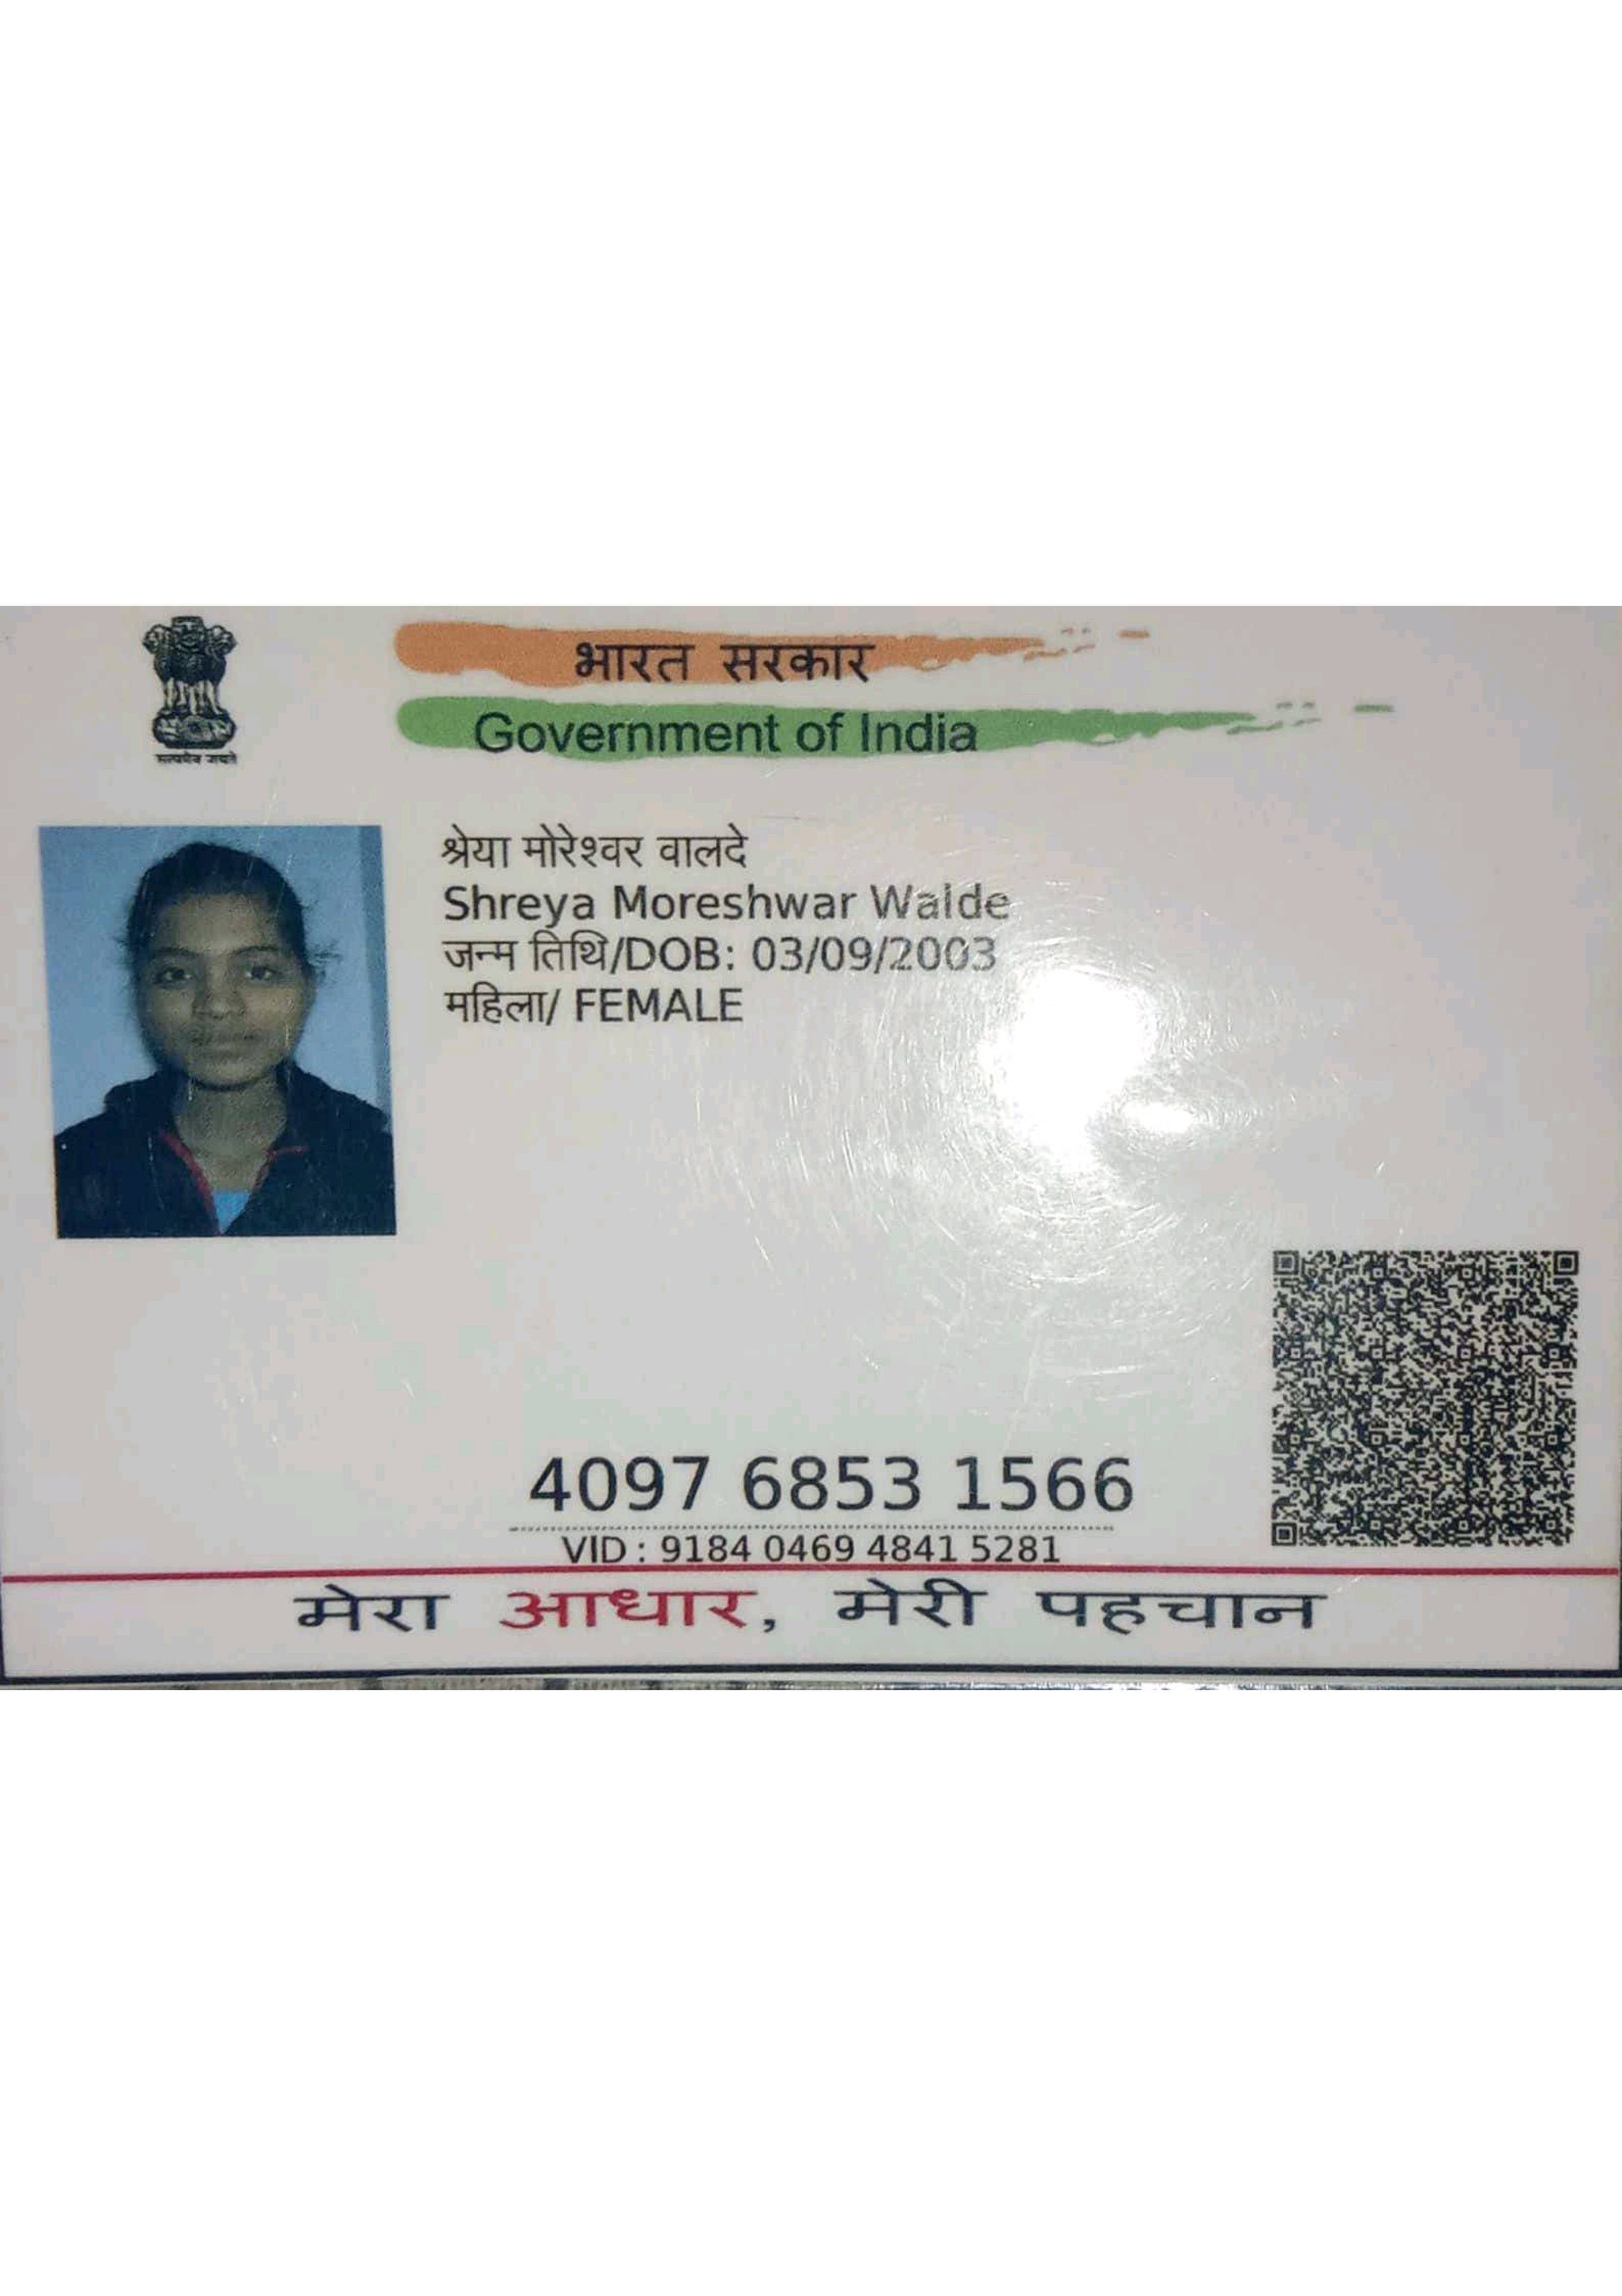 भारत सरकार
Government of India
सत्यमेव जयते
श्रेया मोरेश्वर वालदे
Shreya Moreshwar Walde
जन्म तिथि/DOB: 03/09/2003
महिला/ FEMALE
4097 6853 1566
VID : 9184 0469 4841 5281
मेरा आधार, मेरी पहचान